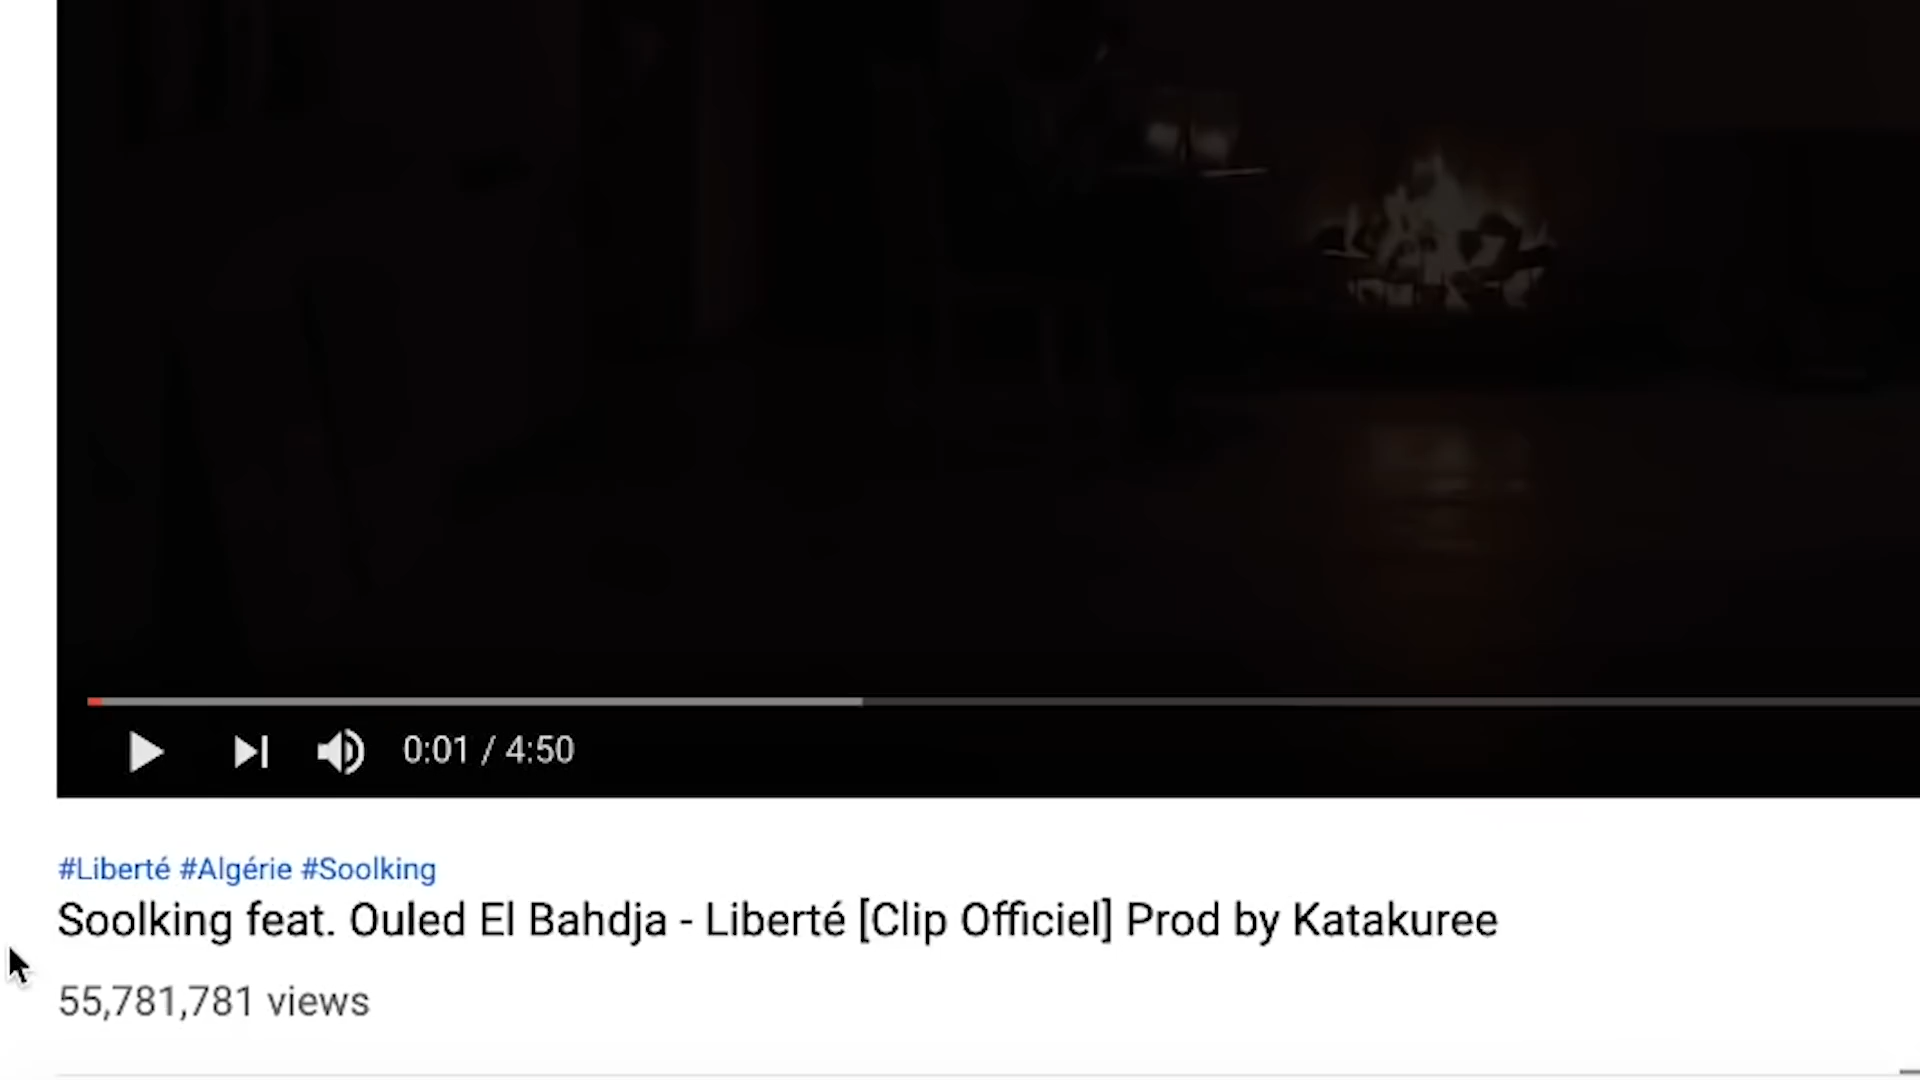 0:01 / 4:50
#Liberté #Algérie #Soolking
Soolking feat. Ouled El Bahdja - Liberté [Clip Officiel] Prod by Katakuree
55,781,781 views